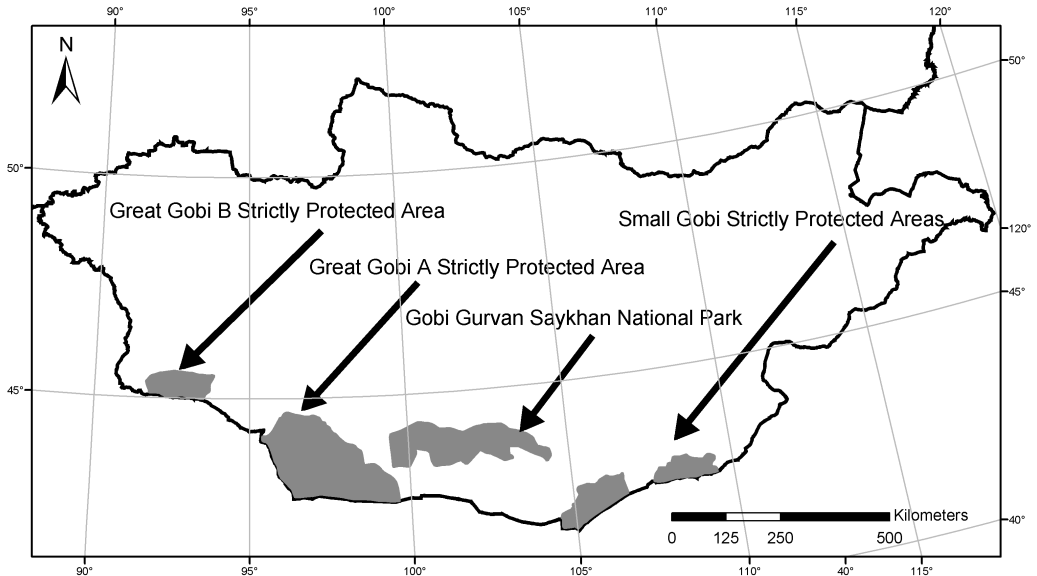 90° 95° 100° 105° 110° 115° 120°
N
50°
50°
Great Gobi B Strictly Protected Area
Small Gobi Strictly Protected Areas
120°
Great Gobi A Strictly Protected Area
45°
Gobi Gurvan Saykhan National Park
45°
Kilometers
40°
0 125 250 500
90° 95° 100° 105° 110° 40° 115°